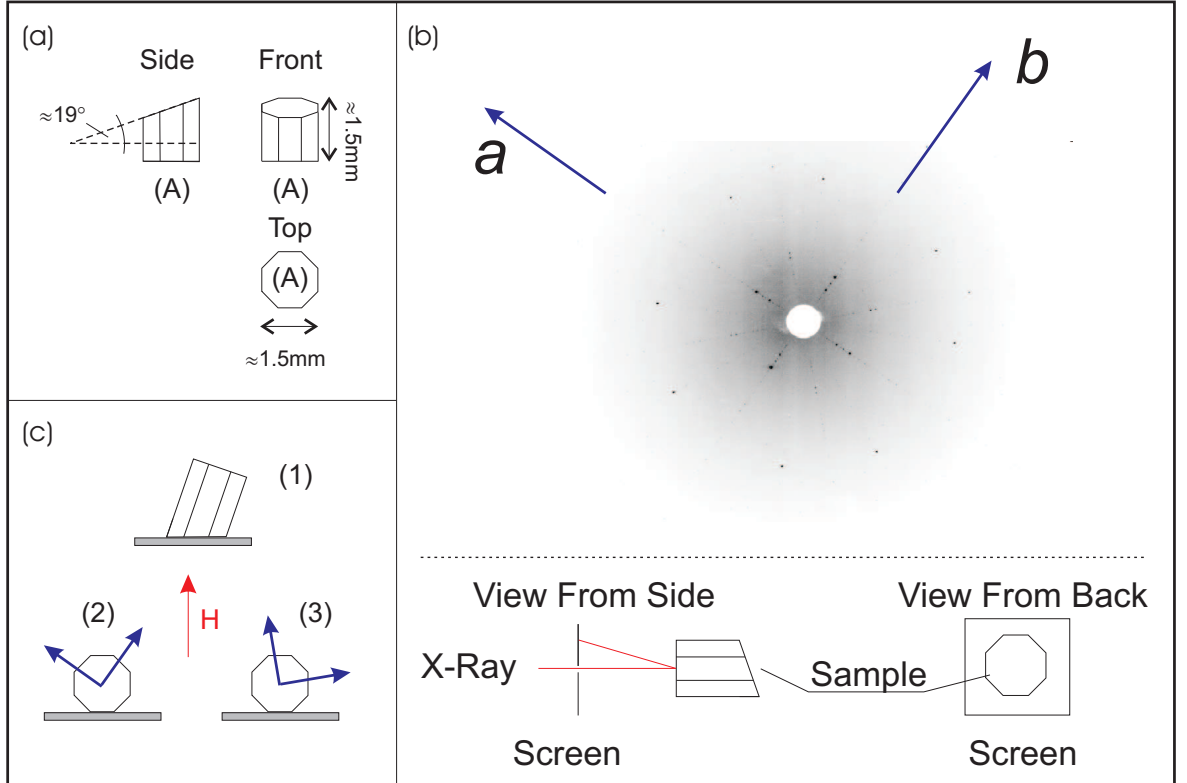 (a)
Side
Front
≈19°
≈1.5mm
(A)
(A)
Top
(A)
≈1.5mm
(b)
a
b
(c)
(1)
(2)
H
(3)
View From Side
View From Back
X-Ray
Sample
Screen
Screen